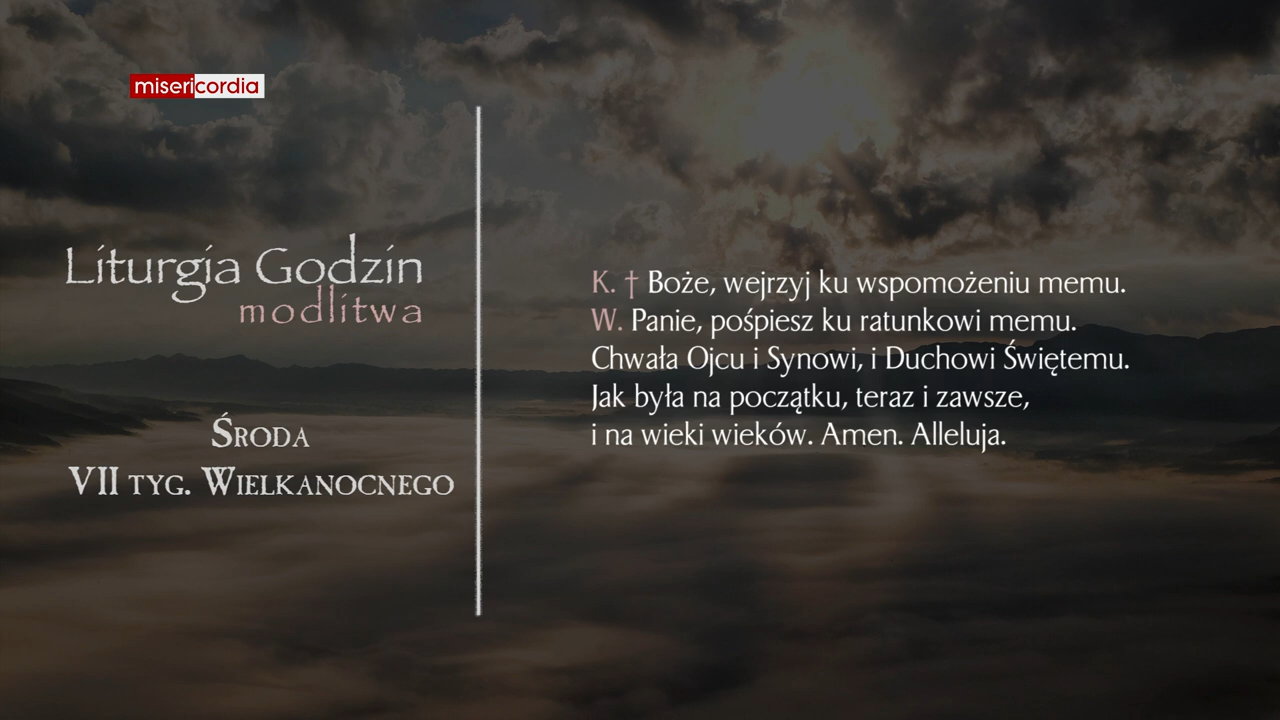 misericordia
Liturgia Godzin
modlitwa
Środa
VII tyg. Wielkanocnego
K. † Boże, wejrzyj ku wspomożeniu memu.
W. Panie, pośpiesz ku ratunkowi memu.
Chwała Ojcu i Synowi, i Duchowi Świętemu.
Jak była na początku, teraz i zawsze,
i na wieki wieków. Amen. Alleluja.